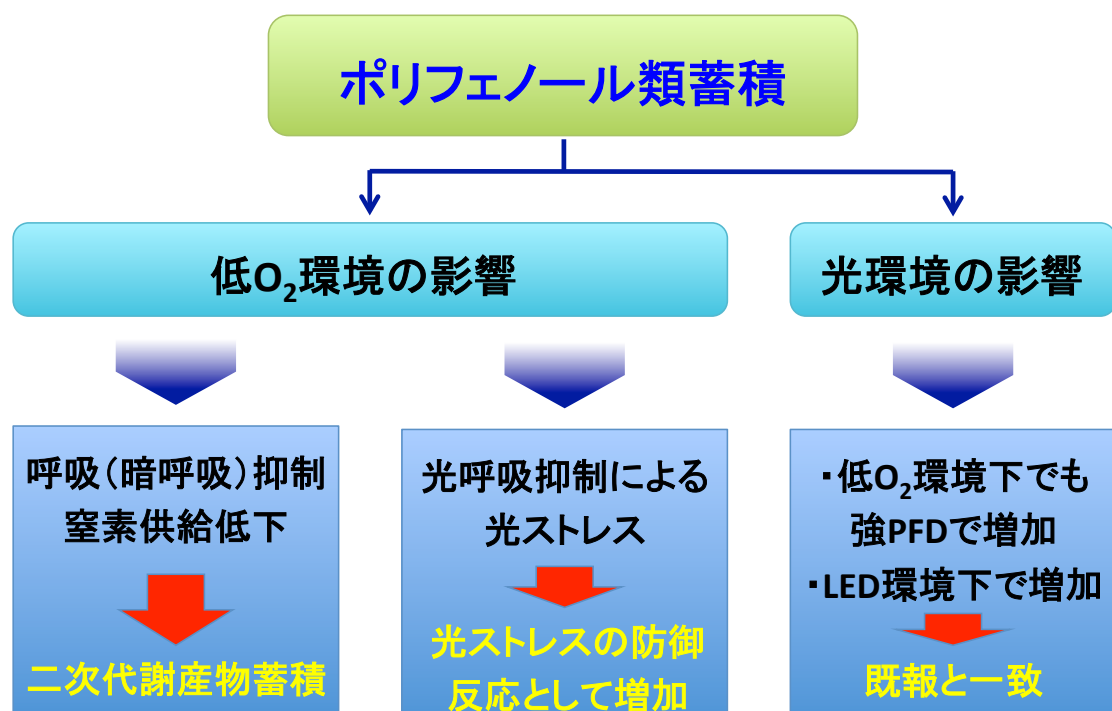 ポリフェノール類蓄積
低O₂環境の影響
光環境の影響
呼吸（暗呼吸）抑制
窒素供給低下
二次代謝産物蓄積
光呼吸抑制による
光ストレス
光ストレスの防御
反応として増加
・低O₂環境下でも
強PFDで増加
・LED環境下で増加
既報と一致